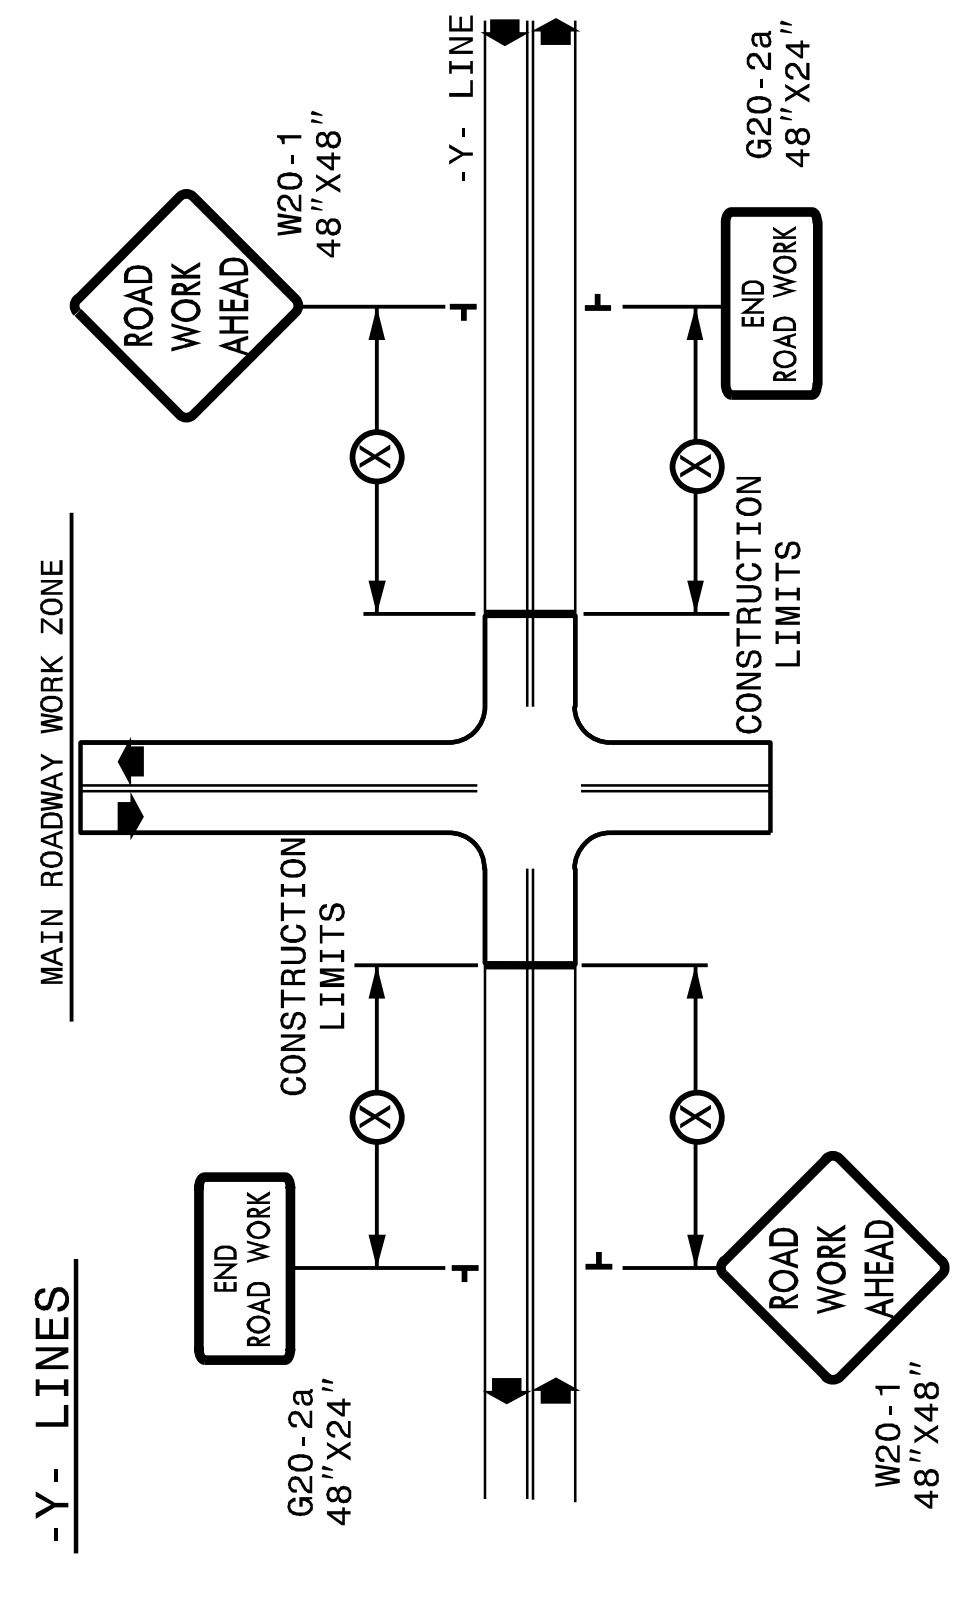 -Y- LINES
MAIN ROADWAY WORK ZONE
G20-2a
48"X24"
END
ROAD WORK
X
CONSTRUCTION
LIMITS
ROAD
WORK
AHEAD
W20-1
48"X48"
X
-Y- LINE
W20-1
48"X48"
ROAD
WORK
AHEAD
X
X
CONSTRUCTION
LIMITS
END
ROAD WORK
G20-2a
48"X24"